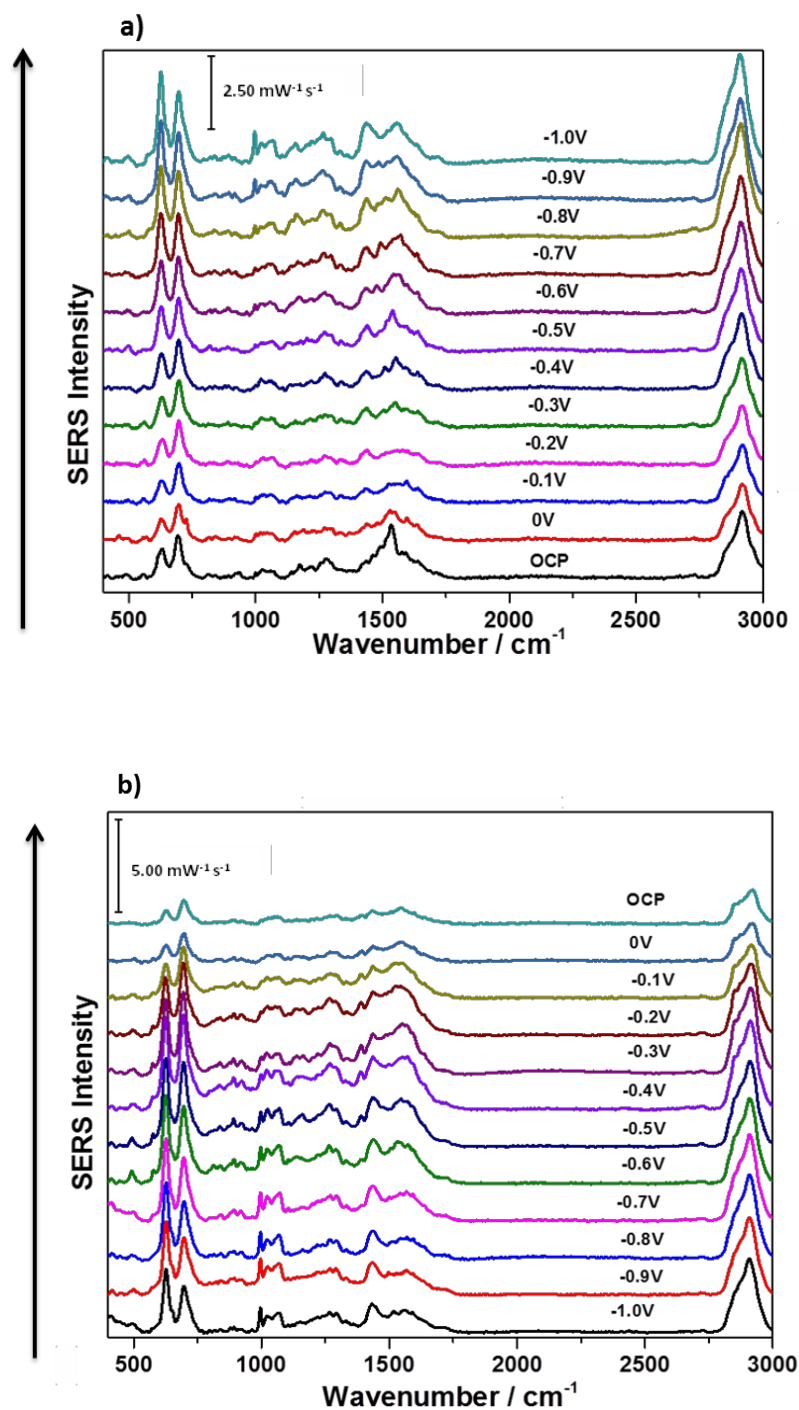 a)
2.50 mW-1 s-1
-1.0V
-0.9V
-0.8V
-0.7V
-0.6V
-0.5V
-0.4V
-0.3V
-0.2V
-0.1V
0V
OCP
SERS Intensity
500 1000 1500 2000 2500 3000
Wavenumber / cm-1
b)
5.00 mW-1 s-1
OCP
0V
-0.1V
-0.2V
-0.3V
-0.4V
-0.5V
-0.6V
-0.7V
-0.8V
-0.9V
-1.0V
SERS Intensity
500 1000 1500 2000 2500 3000
Wavenumber / cm-1